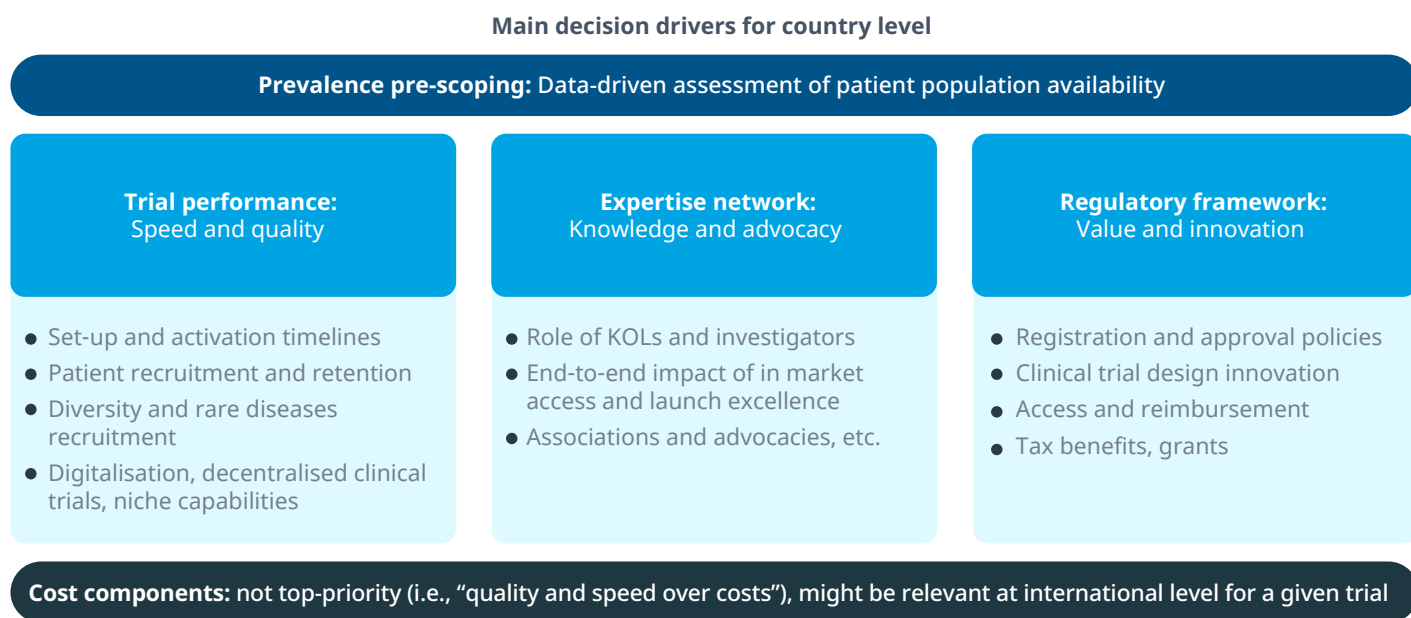 Main decision drivers for country level
Prevalence pre-scoping: Data-driven assessment of patient population availability
Trial performance:
Speed and quality
Set-up and activation timelines
Patient recruitment and retention
Diversity and rare diseases
recruitment
Digitalisation, decentralised clinical
trials, niche capabilities
Expertise network:
Knowledge and advocacy
Role of KOLs and investigators
End-to-end impact of in market
access and launch excellence
Associations and advocacies, etc.
Regulatory framework:
Value and innovation
Registration and approval policies
Clinical trial design innovation
Access and reimbursement
Tax benefits, grants
Cost components: not top-priority (i.e., “quality and speed over costs”), might be relevant at international level for a given trial